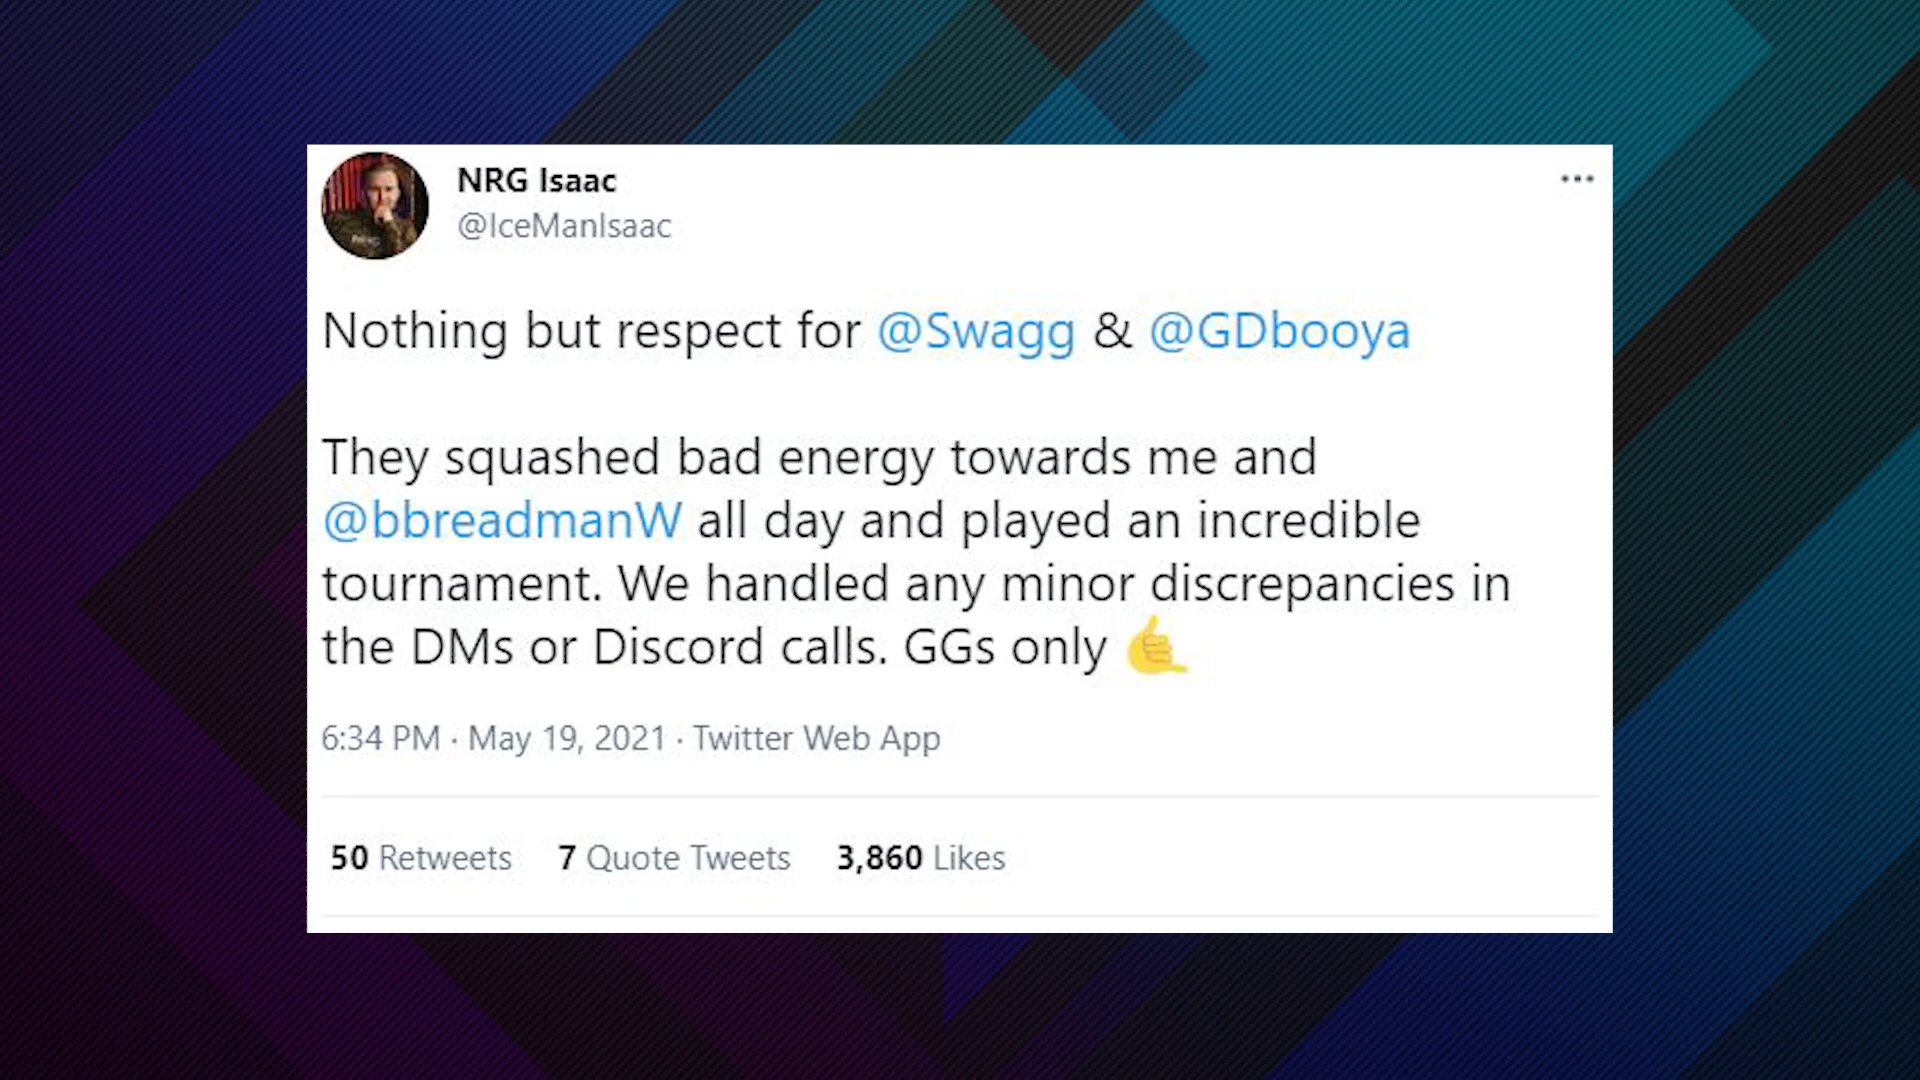 NRG Isaac
@IceManIsaac
Nothing but respect for @Swagg & @GDbooya
They squashed bad energy towards me and
@bbreadmanW all day and played an incredible
tournament. We handled any minor discrepancies in
the DMs or Discord calls. GGs only 🤙
6:34 PM · May 19, 2021 · Twitter Web App
50 Retweets 7 Quote Tweets 3,860 Likes